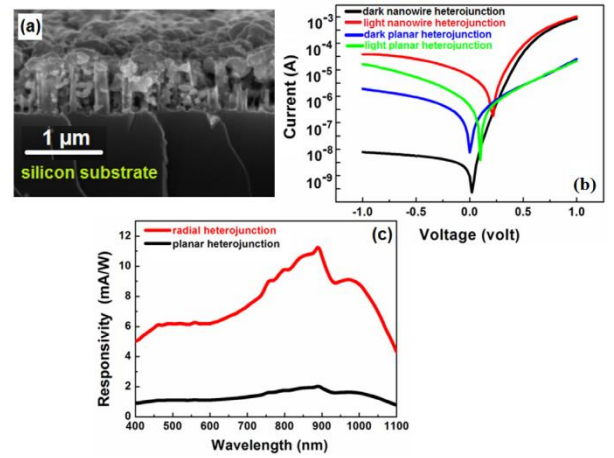 (a)
1 µm
silicon substrate
dark nanowire heterojunction
light nanowire heterojunction
dark planar heterojunction
light planar heterojunction
10⁻³
10⁻⁴
10⁻⁵
10⁻⁶
10⁻⁷
10⁻⁸
10⁻⁹
Current (A)
(b)
-1.0
-0.5
0.0
0.5
1.0
Voltage (volt)
radial heterojunction
planar heterojunction
(c)
12
10
8
6
4
2
0
Responsivity (mA/W)
400 500 600 700 800 900 1000 1100
Wavelength (nm)